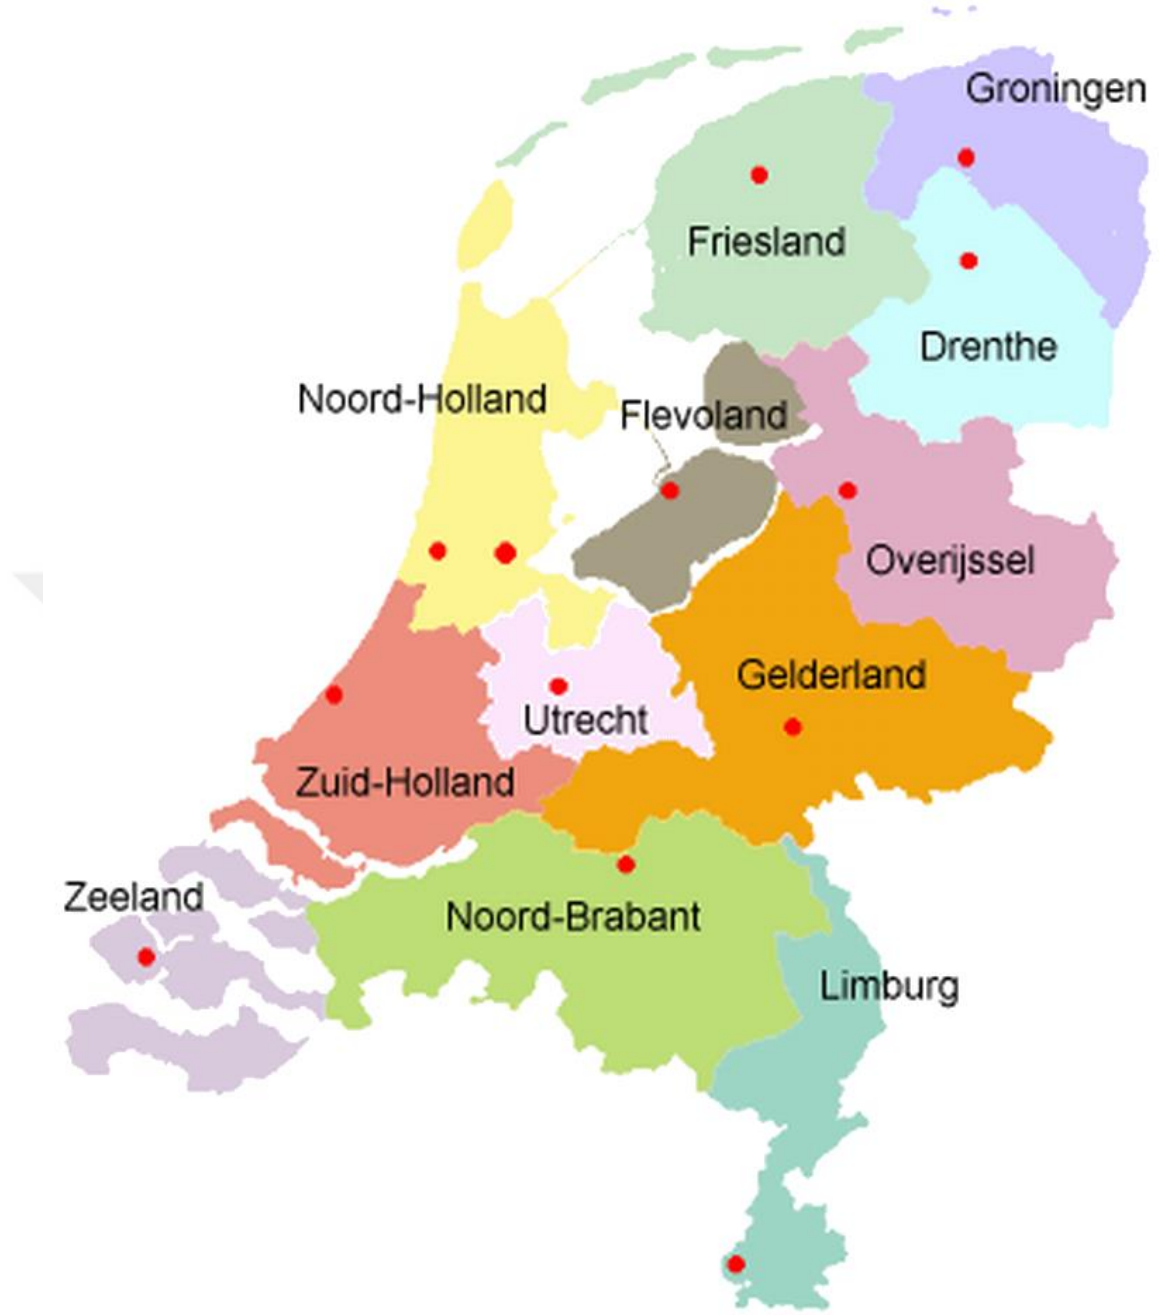 Groningen
Friesland
Drenthe
Noord-Holland
Flevoland
Overijssel
Gelderland
Utrecht
Zuid-Holland
Zeeland
Noord-Brabant
Limburg